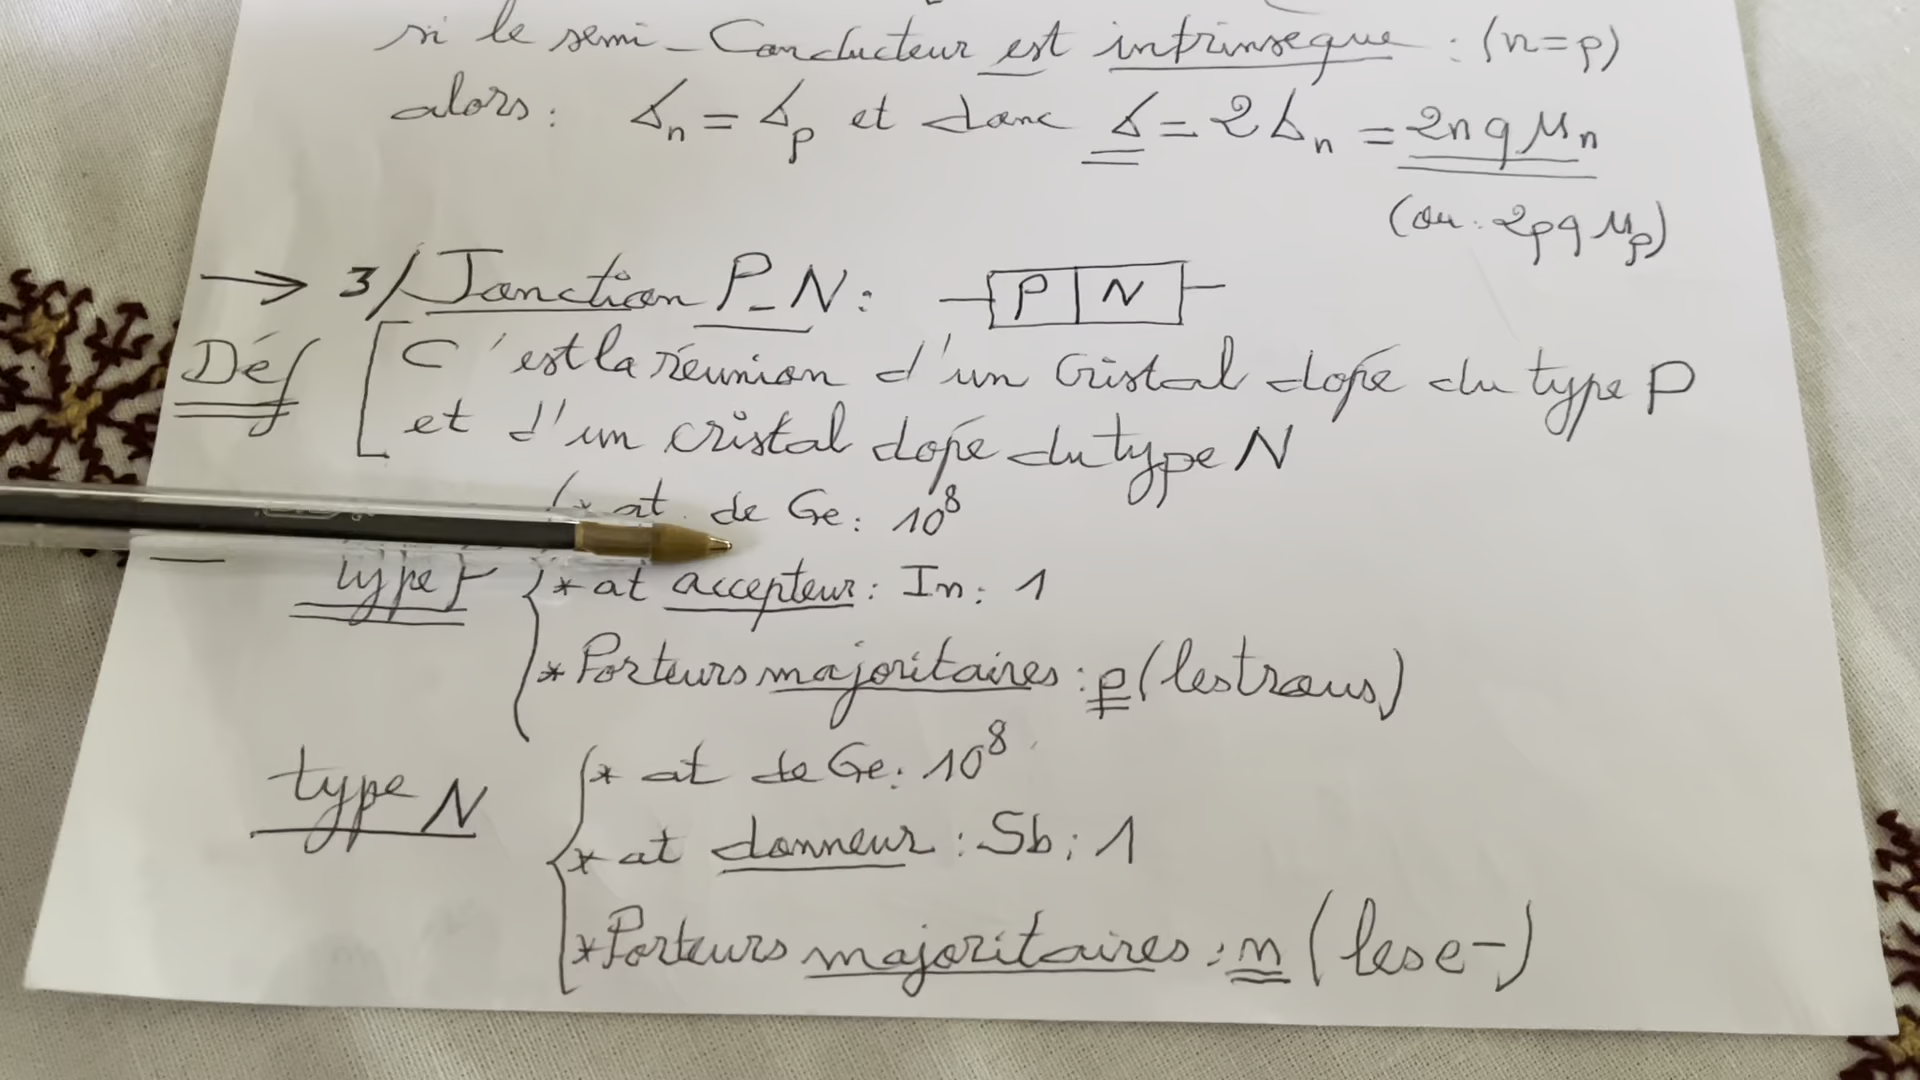 si le semi-Conducteur est intrinsèque : (n=p)
alors : σn = σp et donc σ = 2σn = 2nqμn
(ou : 2pqμp)
→ 3/ Jonction P-N : P N
Déf [ C'est la réunion d'un Cristal dopé du type P
et d'un cristal dopé du type N
* at de Ge : 10⁸
type P * at accepteur : In : 1
* Porteurs majoritaires : p (les trous)
type N * at de Ge : 10⁸
* at donneur : Sb : 1
* Porteurs majoritaires : n (les e-)